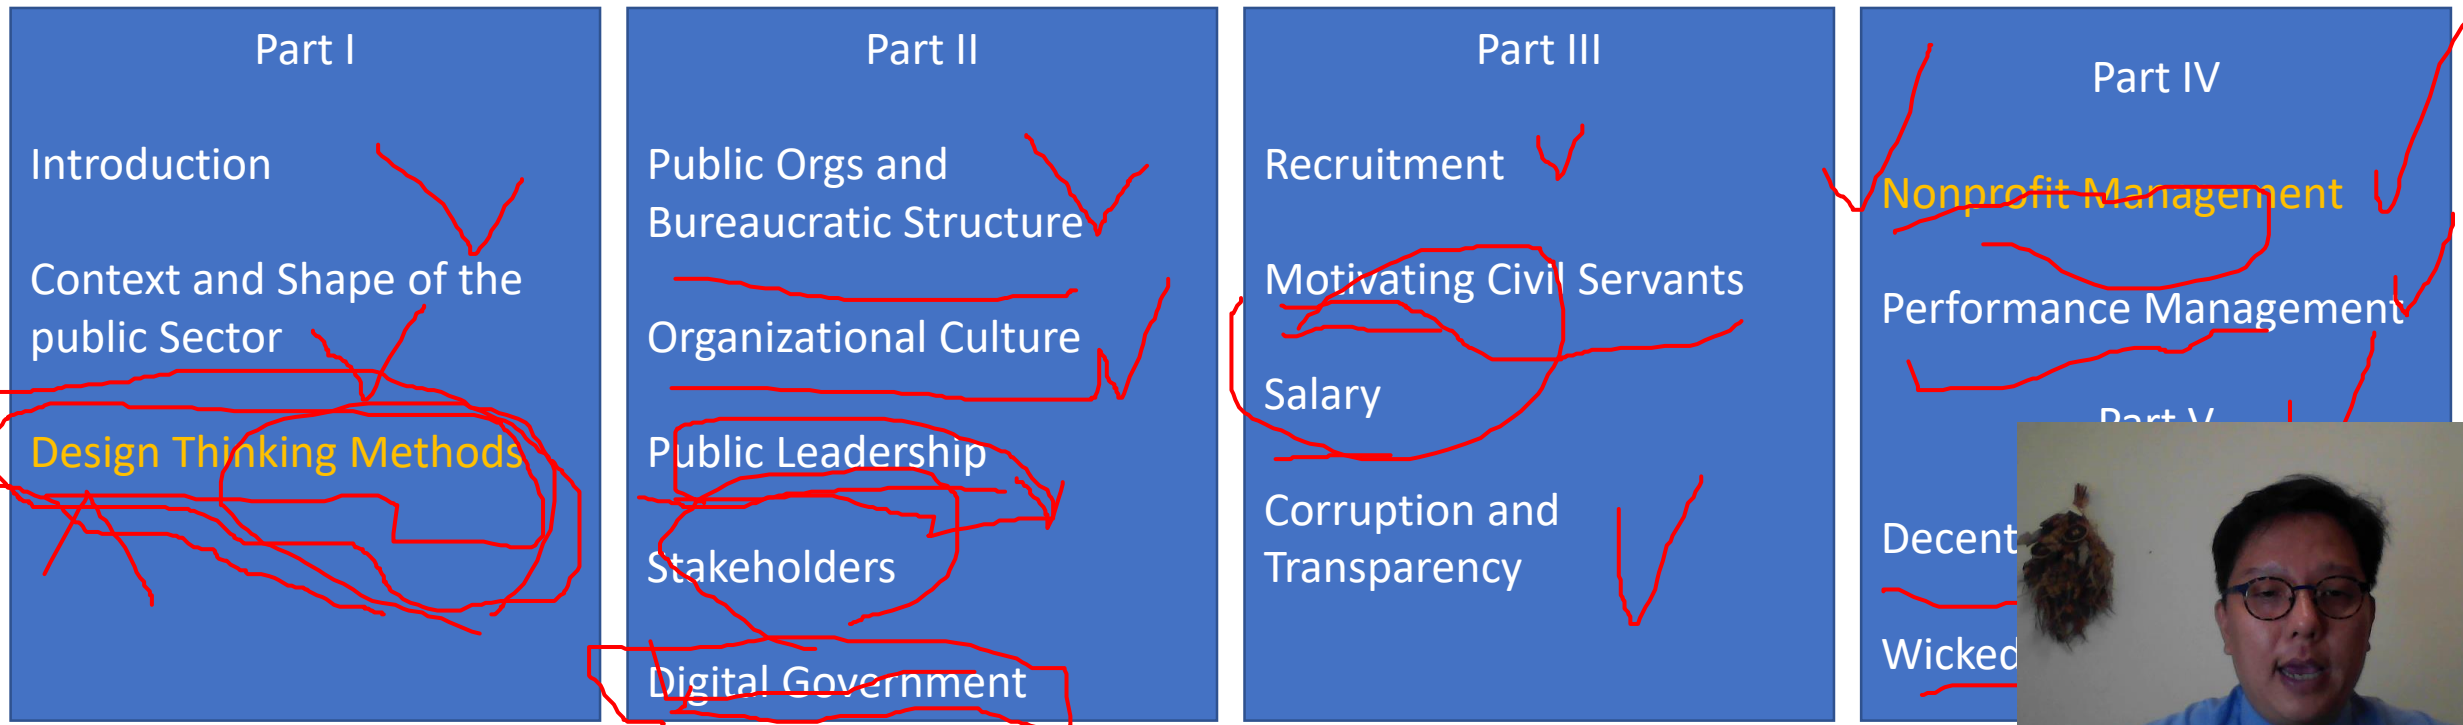 Part I
Introduction
Context and Shape of the
public Sector
Design Thinking Methods
Part II
Public Orgs and
Bureaucratic Structure
Organizational Culture
Public Leadership
Stakeholders
Digital Government
Part III
Recruitment
Motivating Civil Servants
Salary
Corruption and
Transparency
Part IV
Nonprofit Management
Performance Management
Part V
Decent
Wicked